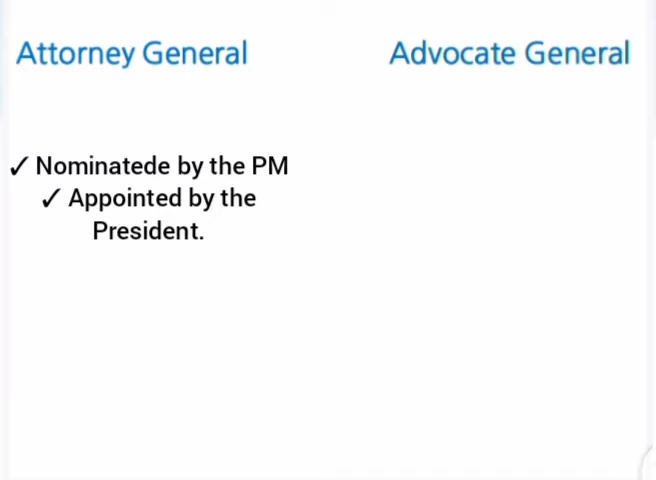 Attorney General
Advocate General
✓ Nominatede by the PM
✓ Appointed by the
President.